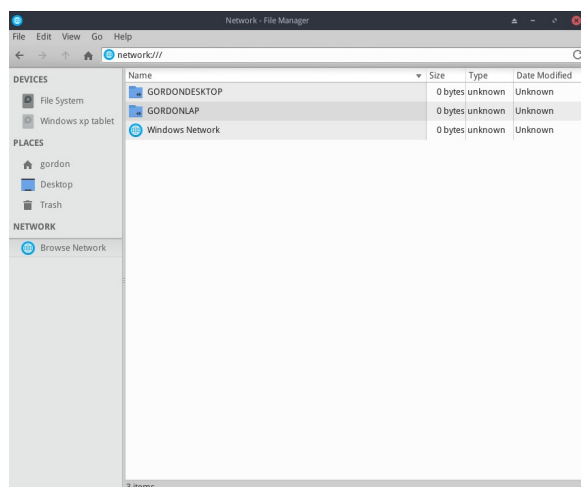 Network - File Manager
File Edit View Go Help
network:///
DEVICES
File System
Windows xp tablet
PLACES
gordon
Desktop
Trash
NETWORK
Browse Network
Name Size Type Date Modified
GORDONDESKTOP 0 bytes unknown Unknown
GORDONLAP 0 bytes unknown Unknown
Windows Network 0 bytes unknown Unknown
3 items